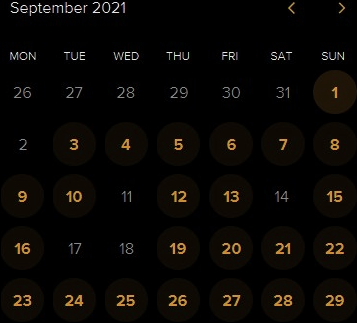 September 2021
MON TUE WED THU FRI SAT SUN
26 27 28 29 30 31 1
2 3 4 5 6 7 8
9 10 11 12 13 14 15
16 17 18 19 20 21 22
23 24 25 26 27 28 29